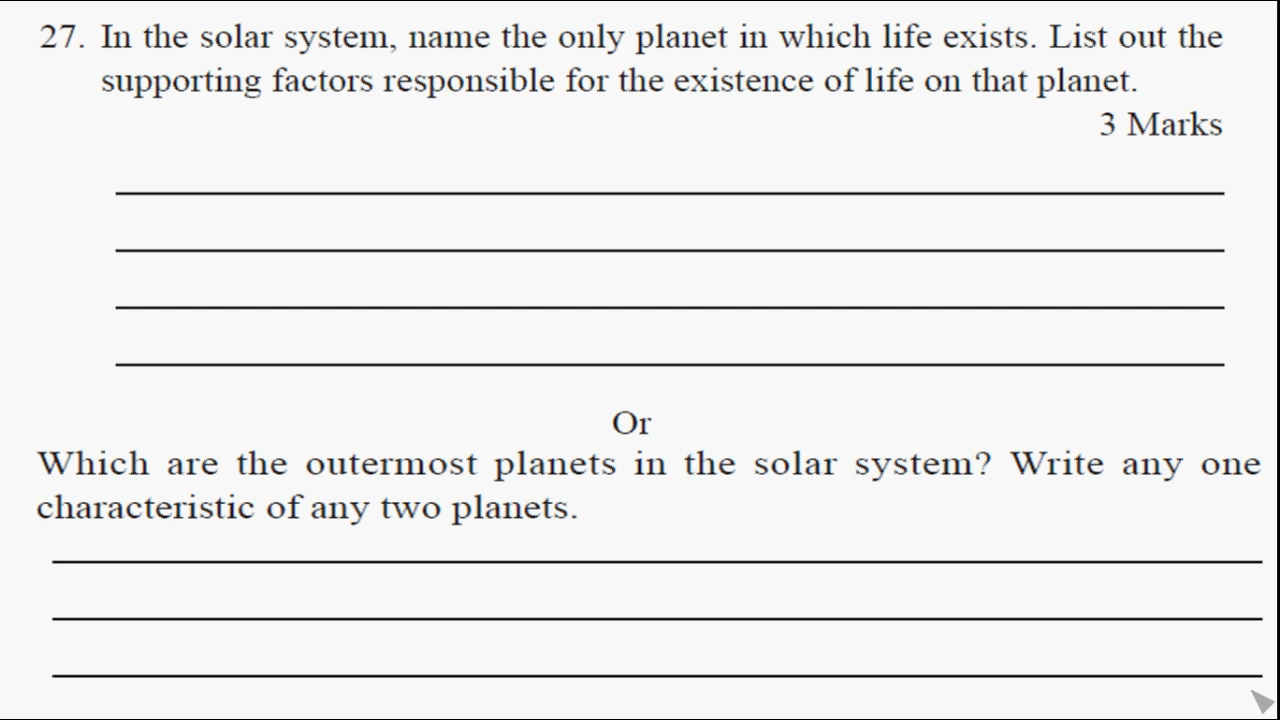 27. In the solar system, name the only planet in which life exists. List out the
supporting factors responsible for the existence of life on that planet.
3 Marks
Or
Which are the outermost planets in the solar system? Write any one
characteristic of any two planets.